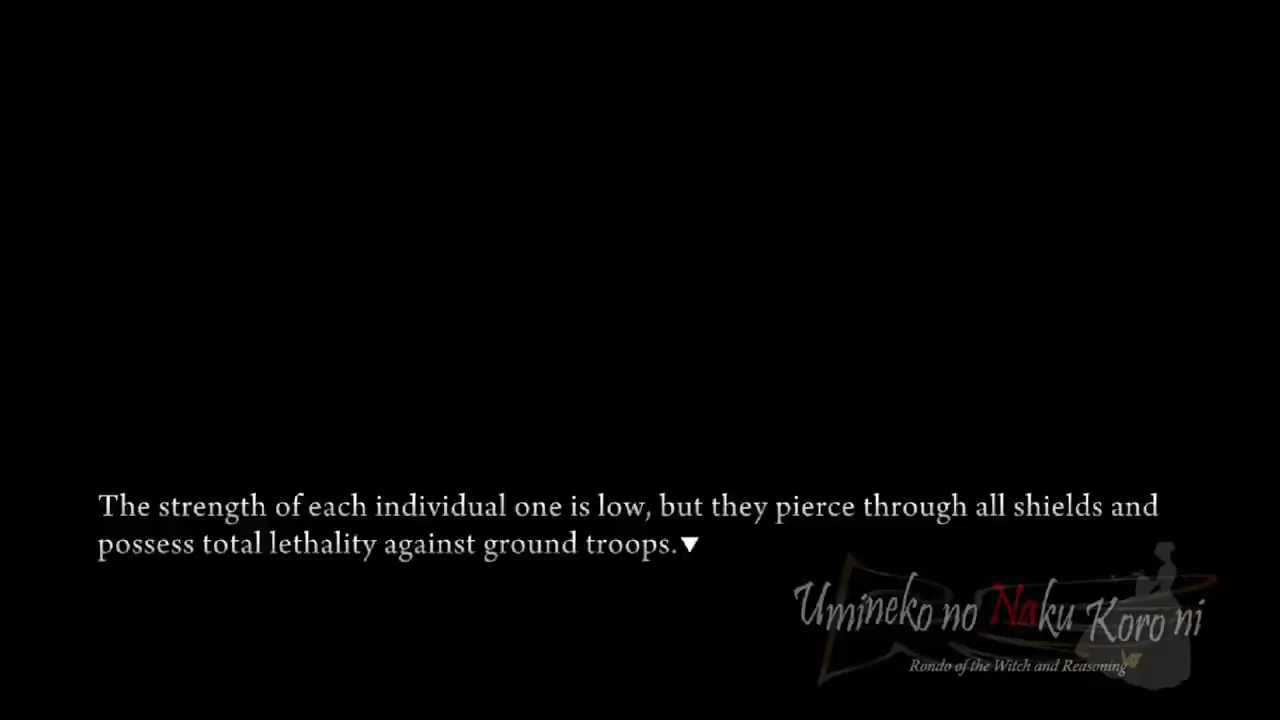 The strength of each individual one is low, but they pierce through all shields and
possess total lethality against ground troops.▼
Umineko no Naku Koro ni
Rondo of the Witch and Reasoning